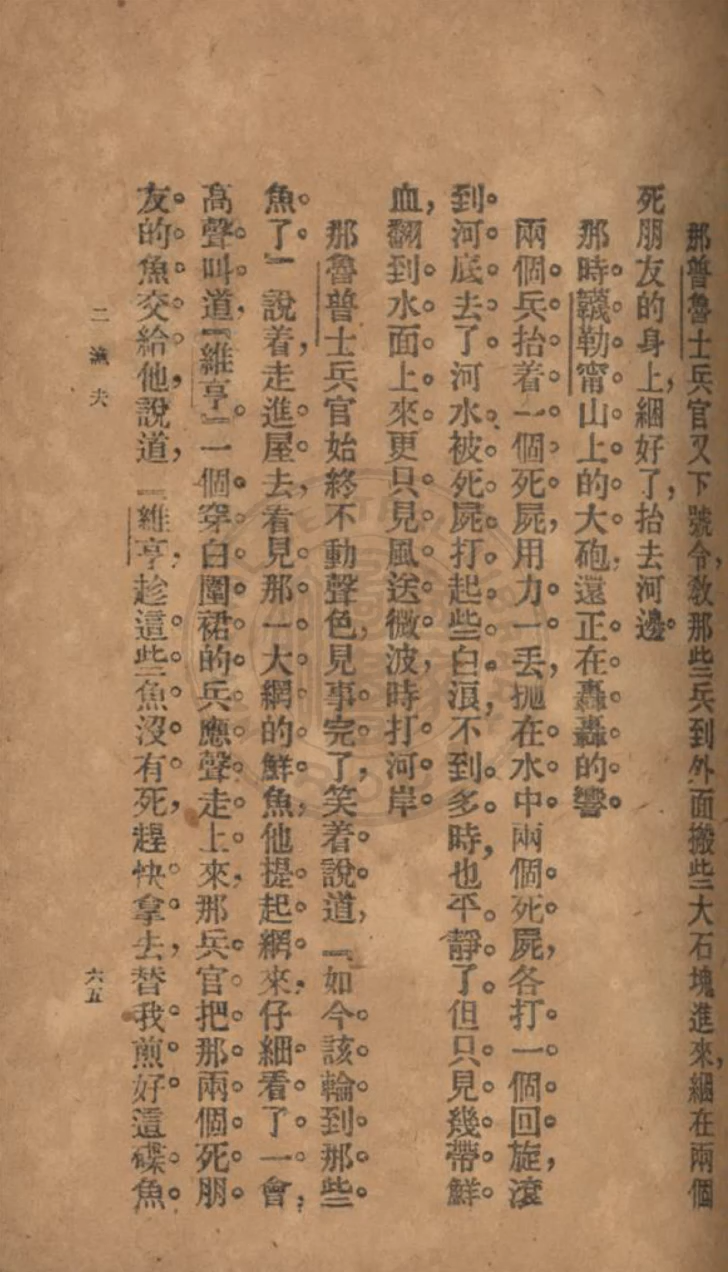 那普魯士兵官又下號令,敎那些兵到外面搬些大石塊進來,綑在兩個
死朋友的身上,綑好了,抬去河邊。
那時韈勒甯山上的大砲,還正在轟轟的響
兩個兵抬着一個死屍,用力一丢,抛在水中兩個死屍,各打一個回旋,滾
到河底去了河水被死屍打起些白浪,不到多時,也平靜了但只見幾帶鮮
血,翻到水面上來更只見風送微波,時打河岸
那魯普士兵官始終不動聲色,見事完了,笑着說道,『如今該輪到那些
魚了』說着,走進屋去,看見那一大網的鮮魚,他提起網來,仔細看了一會,
高聲叫道,『維亨』一個穿白圍裙的兵應聲走上來,那兵官把那兩個死朋
友的魚交給他,說道,『維亨,趁這些魚沒有死,趕快拿去,替我煎好這碟魚
二漁夫
六五